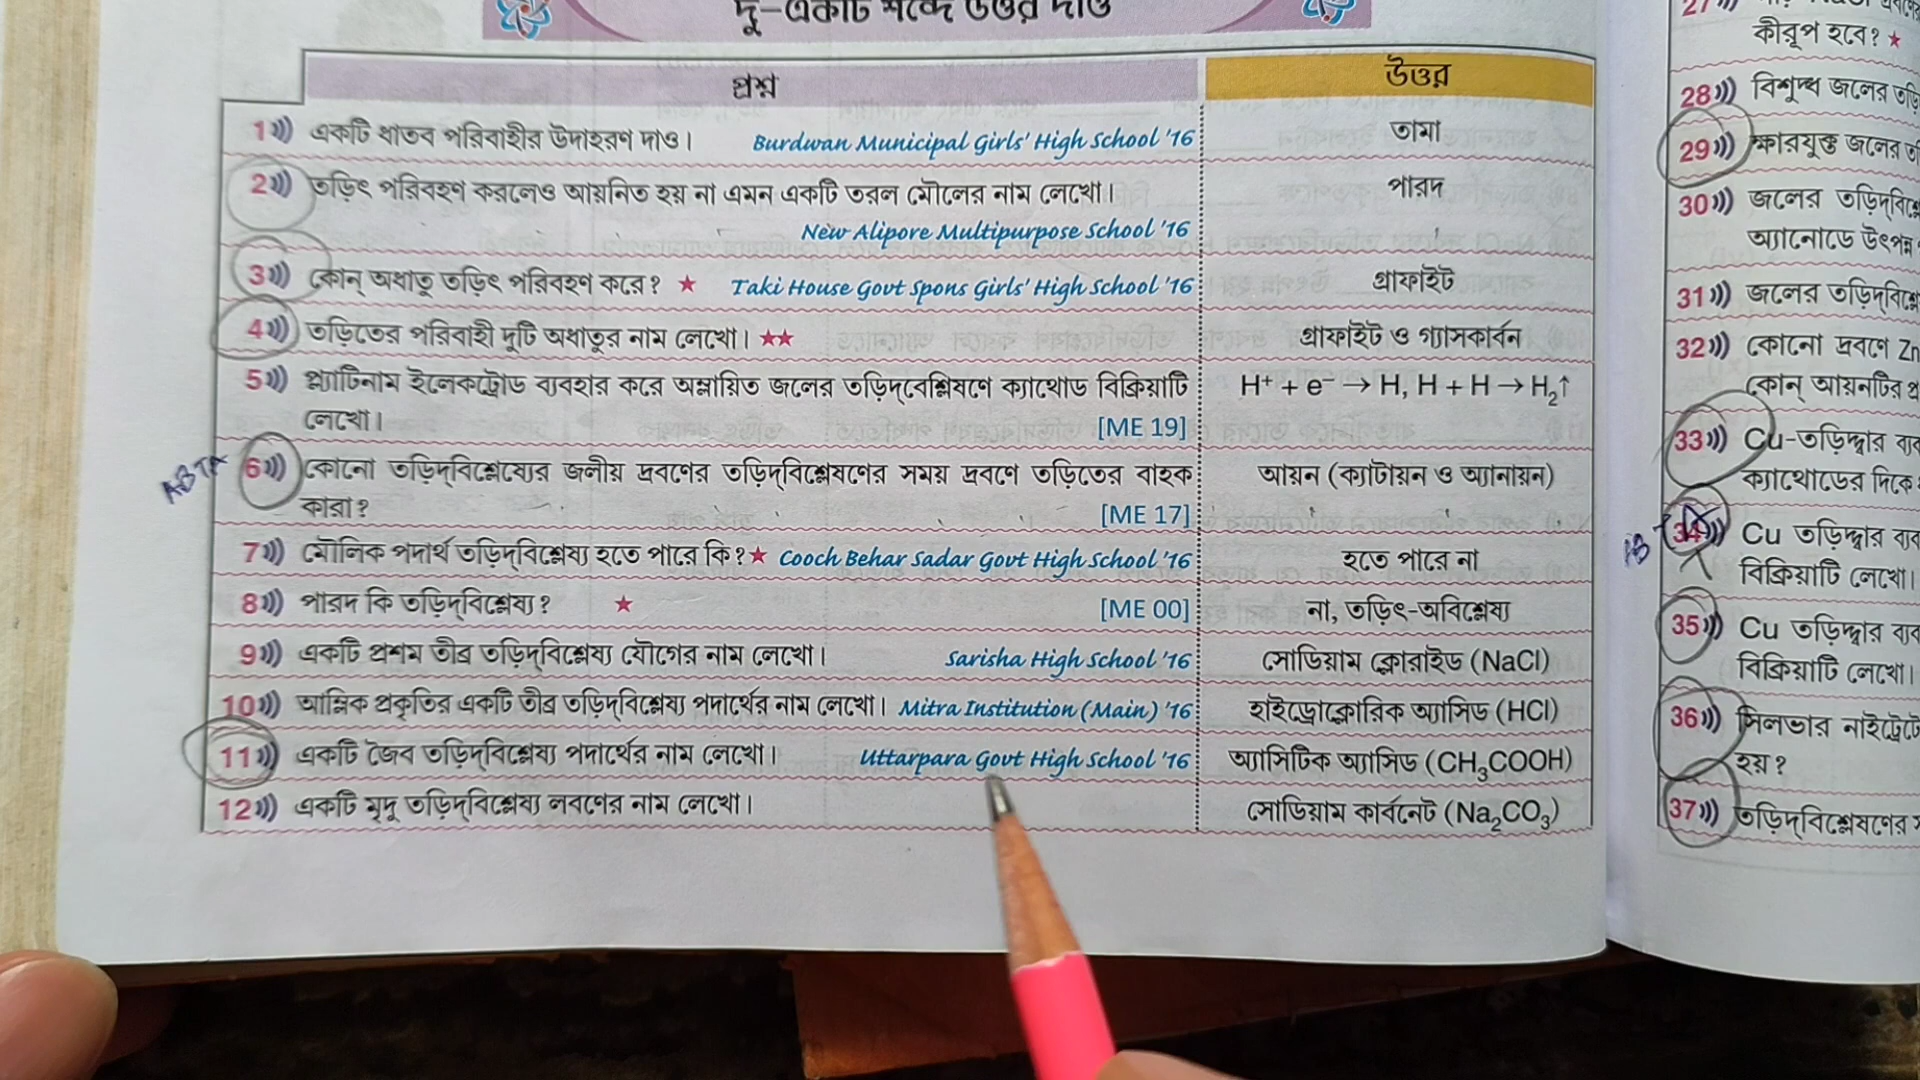 দু-একটি শব্দে উত্তর দাও
প্রশ্ন
উত্তর
1))) একটি ধাতব পরিবাহীর উদাহরণ দাও। Burdwan Municipal Girls' High School '16 তামা
2))) তড়িৎ পরিবহণ করলেও আয়নিত হয় না এমন একটি তরল মৌলের নাম লেখো। পারদ
New Alipore Multipurpose School '16
3))) কোন্ অধাতু তড়িৎ পরিবহণ করে? ★ Taki House Govt Spons Girls' High School '16 গ্রাফাইট
4))) তড়িতের পরিবাহী দুটি অধাতুর নাম লেখো। ★★ গ্রাফাইট ও গ্যাসকার্বন
5))) প্ল্যাটিনাম ইলেকট্রোড ব্যবহার করে অম্লায়িত জলের তড়িদ্‌বিশ্লেষণে ক্যাথোড বিক্রিয়াটি H⁺ + e⁻ → H, H + H → H₂↑
লেখো। [ME 19]
ABTA 6))) কোনো তড়িদ্‌বিশ্লেষ্যের জলীয় দ্রবণের তড়িদ্‌বিশ্লেষণের সময় দ্রবণে তড়িতের বাহক আয়ন (ক্যাটায়ন ও অ্যানায়ন)
কারা? [ME 17]
7))) মৌলিক পদার্থ তড়িদ্‌বিশ্লেষ্য হতে পারে কি? ★ Cooch Behar Sadar Govt High School '16 হতে পারে না
8))) পারদ কি তড়িদ্‌বিশ্লেষ্য? ★ [ME 00] না, তড়িৎ-অবিশ্লেষ্য
9))) একটি প্রশম তীব্র তড়িদ্‌বিশ্লেষ্য যৌগের নাম লেখো। Sarisha High School '16 সোডিয়াম ক্লোরাইড (NaCl)
10))) আম্লিক প্রকৃতির একটি তীব্র তড়িদ্‌বিশ্লেষ্য পদার্থের নাম লেখো। Mitra Institution (Main) '16 হাইড্রোক্লোরিক অ্যাসিড (HCl)
11))) একটি জৈব তড়িদ্‌বিশ্লেষ্য পদার্থের নাম লেখো। Uttarpara Govt High School '16 অ্যাসিটিক অ্যাসিড (CH₃COOH)
12))) একটি মৃদু তড়িদ্‌বিশ্লেষ্য লবণের নাম লেখো। সোডিয়াম কার্বনেট (Na₂CO₃)
27)))
কীরূপ হবে? ★
28))) বিশুদ্ধ জলের
29))) ক্ষারযুক্ত জলের
30))) জলের
অ্যানোডে উৎপন্ন
31))) জলের
32))) কোনো দ্রবণে Zn
কোন্ আয়নটির
33))) Cu-তড়িদ্দ্বার
ক্যাথোডের দিকে
34))) Cu তড়িদ্দ্বার
বিক্রিয়াটি লেখো।
35))) Cu তড়িদ্দ্বার
বিক্রিয়াটি লেখো।
36))) সিলভার
হয়?
37))) তড়িদ্‌বিশ্লেষণের